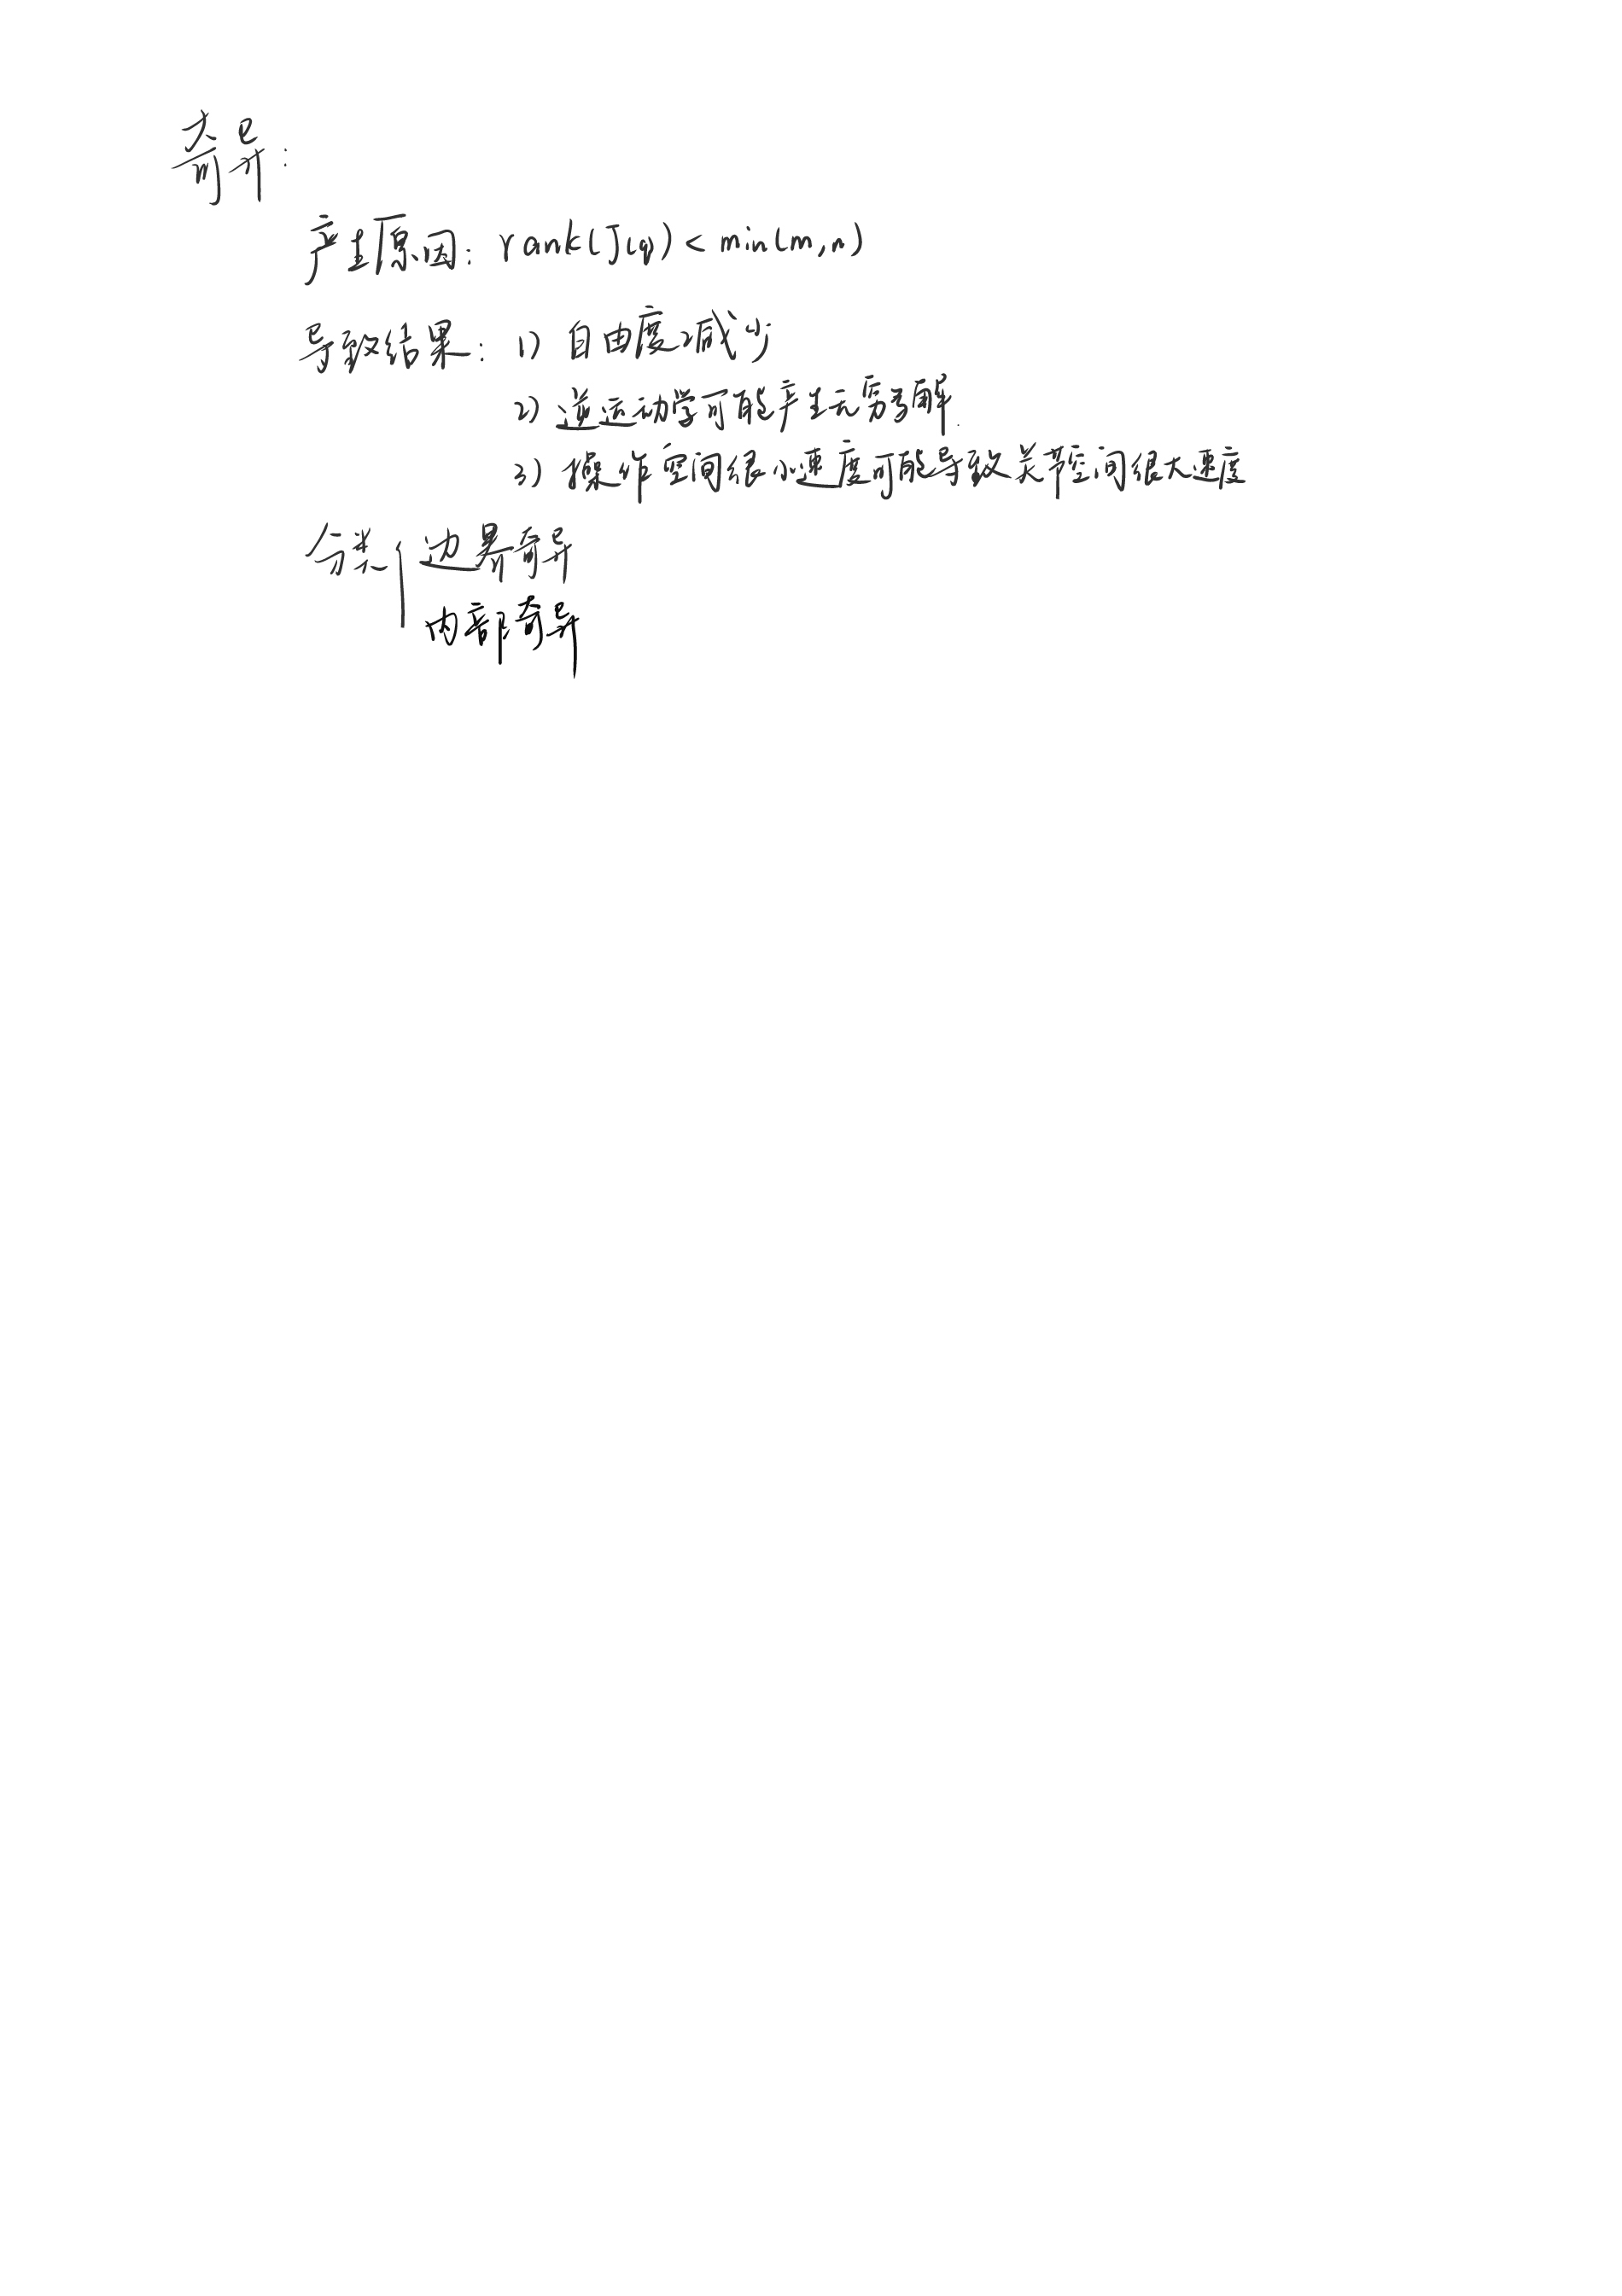 奇异：
产生原因：rank(J(q)) < min(m,n)
导致结果：1) 自由度减少
2) 逆运动学可能产生无穷多解.
3) 操作空间很小速度可能导致关节空间很大速度
分类{ 边界奇异
内部奇异